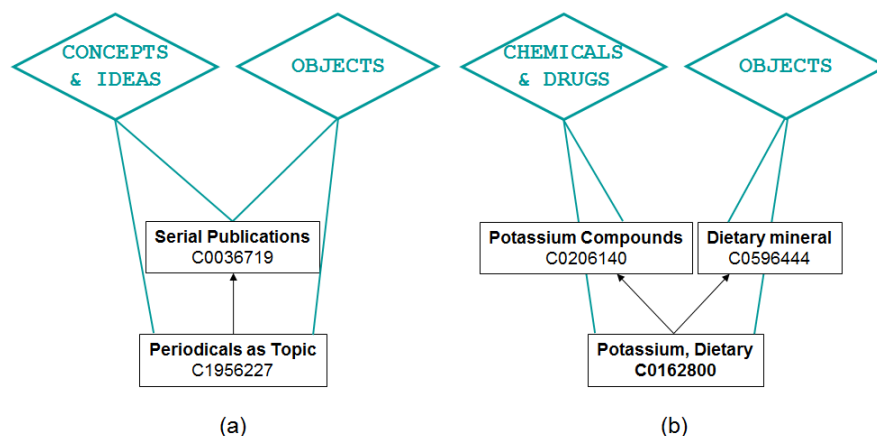 CONCEPTS
& IDEAS
OBJECTS
Serial Publications
C0036719
Periodicals as Topic
C1956227
(a)
CHEMICALS
& DRUGS
OBJECTS
Potassium Compounds
C0206140
Dietary mineral
C0596444
Potassium, Dietary
C0162800
(b)